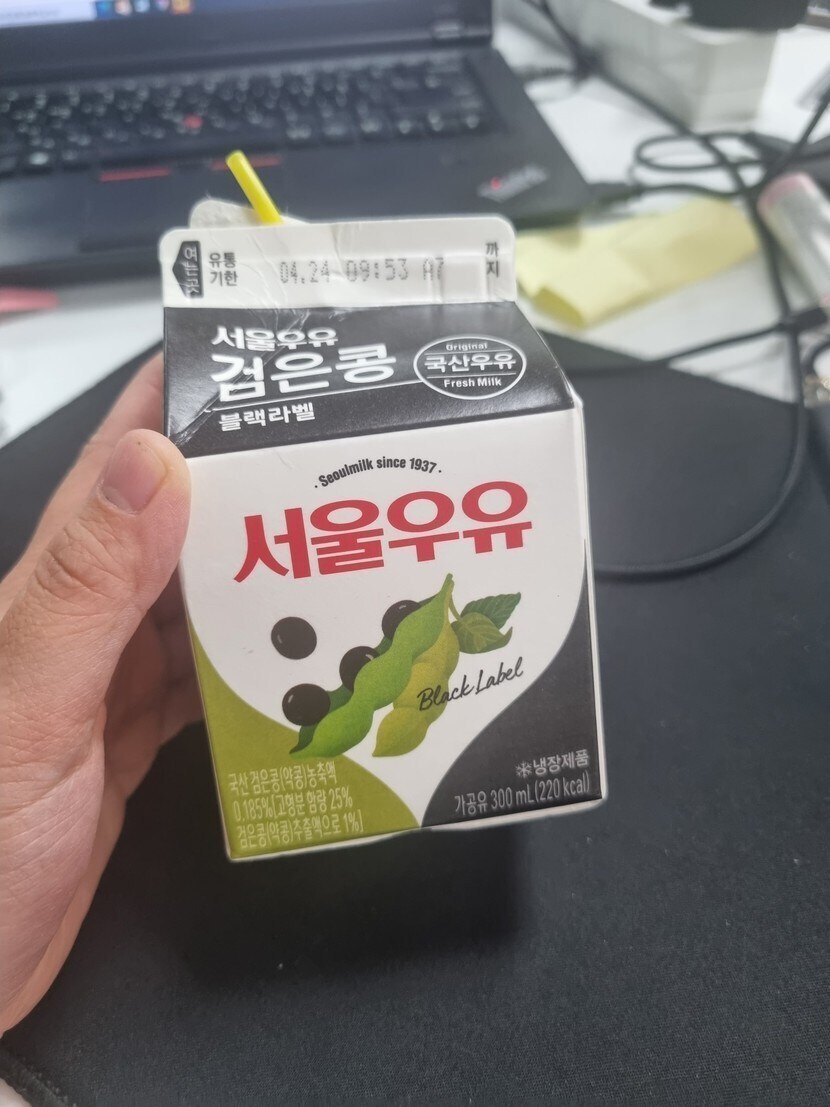 여는곳
유통
기한
04.24 09:53 A7
까지
서울우유
검은콩
블랙라벨
Original
국산우유
Fresh Milk
· Seoulmilk since 1937 ·
서울우유
Black Label
국산 검은콩(약콩)농축액
0.185%[고형분 함량 25%
검은콩(약콩)추출액으로 1%]
※냉장제품
가공유 300 mL(220 kcal)